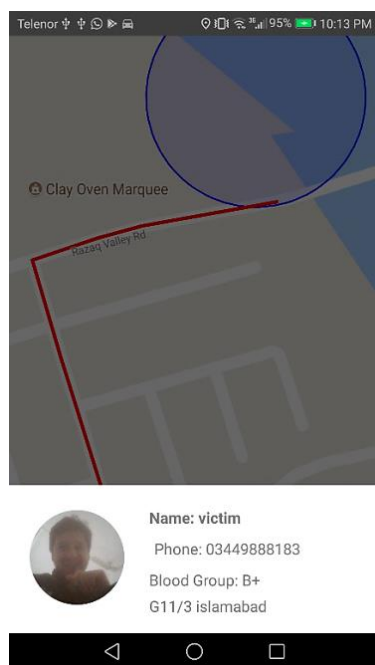 Telenor 95% 10:13 PM
Clay Oven Marquee
Razaq Valley Rd
Name: victim
Phone: 03449888183
Blood Group: B+
G11/3 islamabad